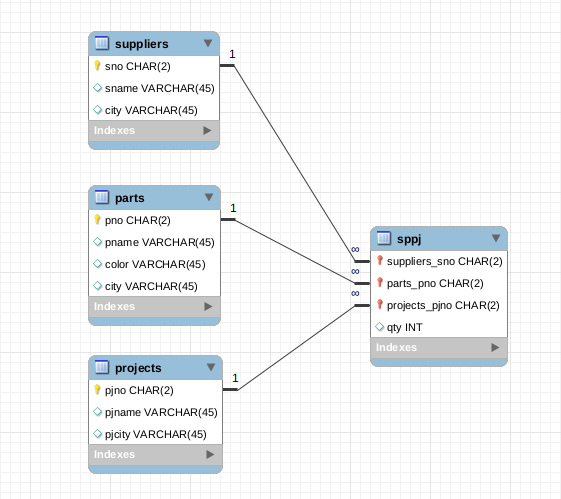 suppliers
sno CHAR(2)
sname VARCHAR(45)
city VARCHAR(45)
Indexes
1
parts
pno CHAR(2)
pname VARCHAR(45)
color VARCHAR(45)
city VARCHAR(45)
Indexes
1
projects
pjno CHAR(2)
pjname VARCHAR(45)
pjcity VARCHAR(45)
Indexes
1
sppj
∞
suppliers_sno CHAR(2)
∞
parts_pno CHAR(2)
∞
projects_pjno CHAR(2)
qty INT
Indexes